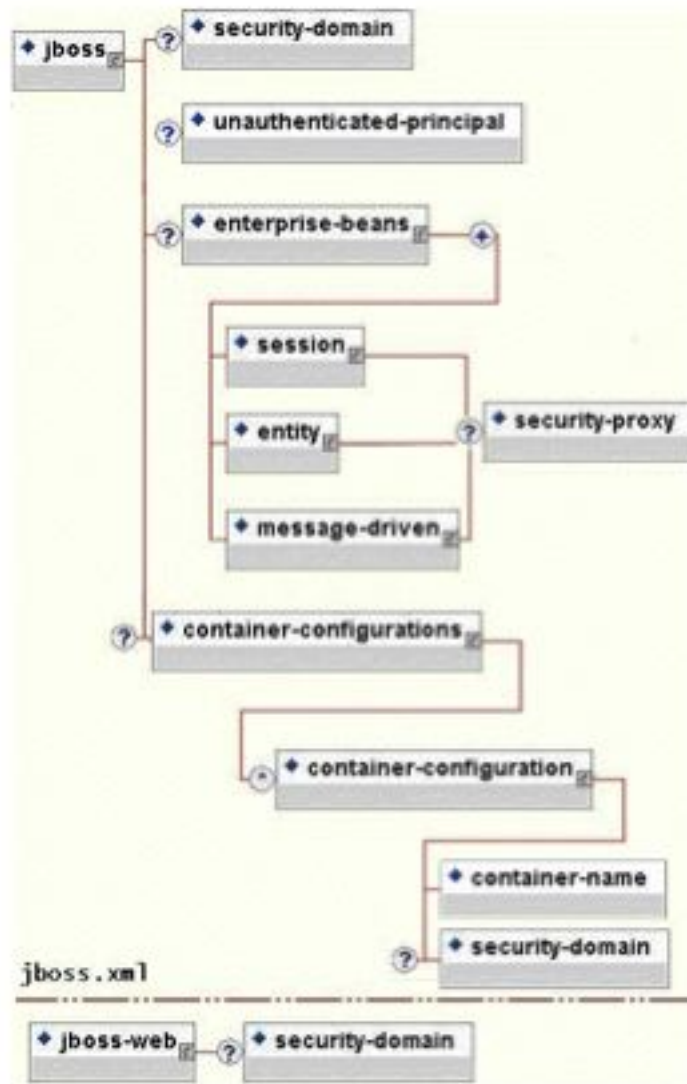 jboss
security-domain
unauthenticated-principal
enterprise-beans
session
entity
message-driven
security-proxy
container-configurations
container-configuration
container-name
security-domain
jboss.xml
jboss-web
security-domain